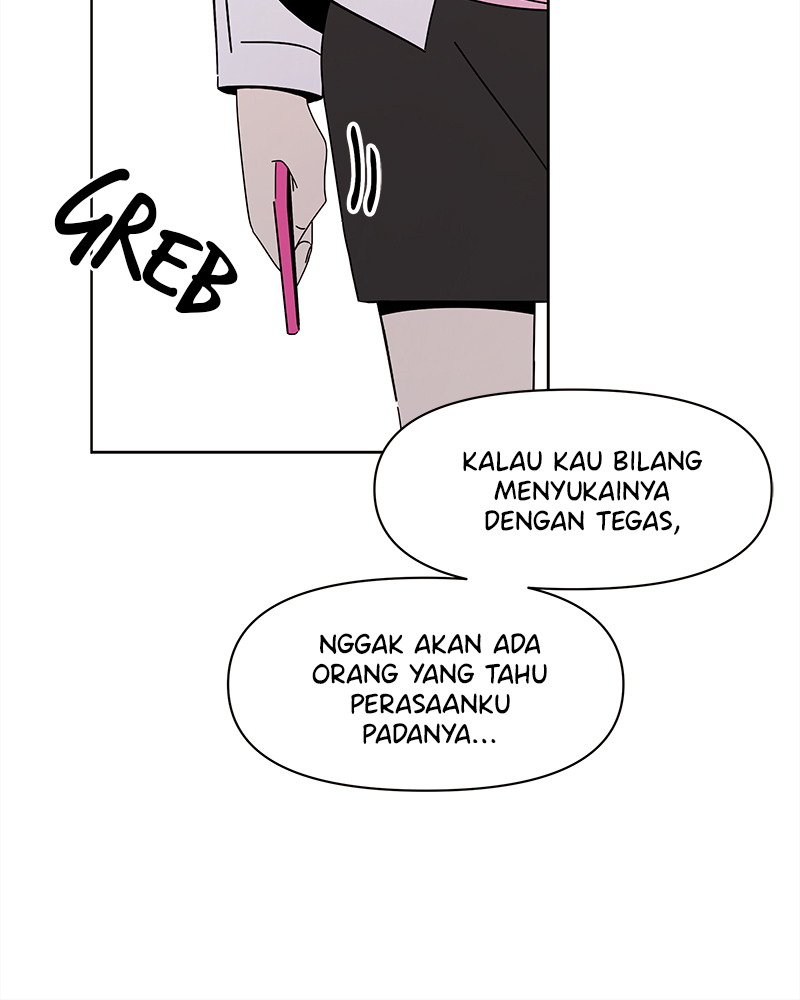 GREB
KALAU KAU BILANG
MENYUKAINYA
DENGAN TEGAS,
NGGAK AKAN ADA
ORANG YANG TAHU
PERASAANKU
PADANYA...